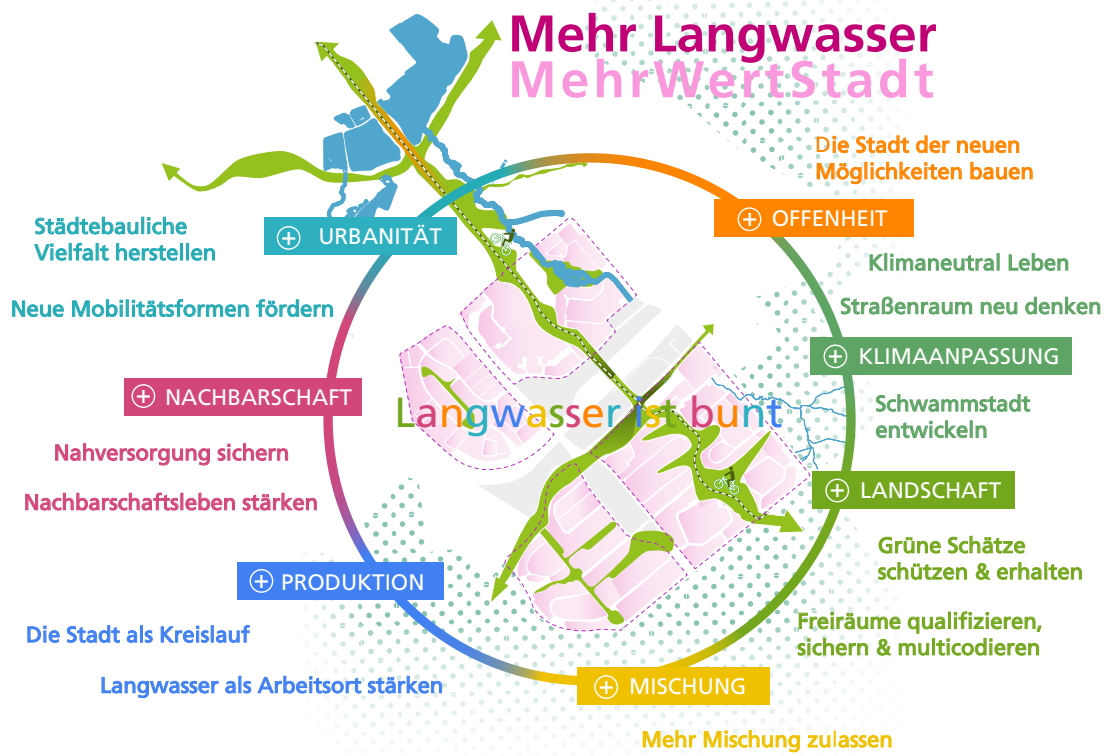 Mehr Langwasser
MehrWertStadt
Die Stadt der neuen
Möglichkeiten bauen
OFFENHEIT
Städtebauliche
Vielfalt herstellen
URBANITÄT
Neue Mobilitätsformen fördern
Klimaneutral Leben
Straßenraum neu denken
KLIMAANPASSUNG
Schwammstadt
entwickeln
NACHBARSCHAFT
Langwasser ist bunt
Nahversorgung sichern
Nachbarschaftsleben stärken
LANDSCHAFT
Grüne Schätze
schützen & erhalten
Freiräume qualifizieren,
sichern & multicodieren
PRODUKTION
Die Stadt als Kreislauf
Langwasser als Arbeitsort stärken
MISCHUNG
Mehr Mischung zulassen